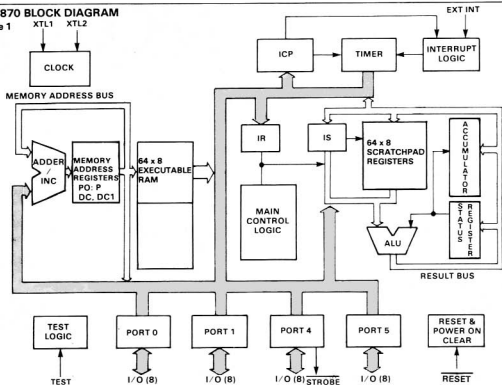 870 BLOCK DIAGRAM
e 1
XTL1 XTL2
CLOCK
MEMORY ADDRESS BUS
ADDER
/
INC
MEMORY
ADDRESS
REGISTERS
PO: P
DC, DC1
64 x 8
EXECUTABLE
RAM
ICP
TIMER
EXT INT
INTERRUPT
LOGIC
IR
IS
64 x 8
SCRATCHPAD
REGISTERS
ACCUMULATOR
STATUS
REGISTER
MAIN
CONTROL
LOGIC
ALU
RESULT BUS
TEST
LOGIC
PORT 0
PORT 1
PORT 4
PORT 5
RESET &
POWER ON
CLEAR
TEST
I/O (8)
I/O (8)
I/O (8)
STROBE
I/O (8)
RESET